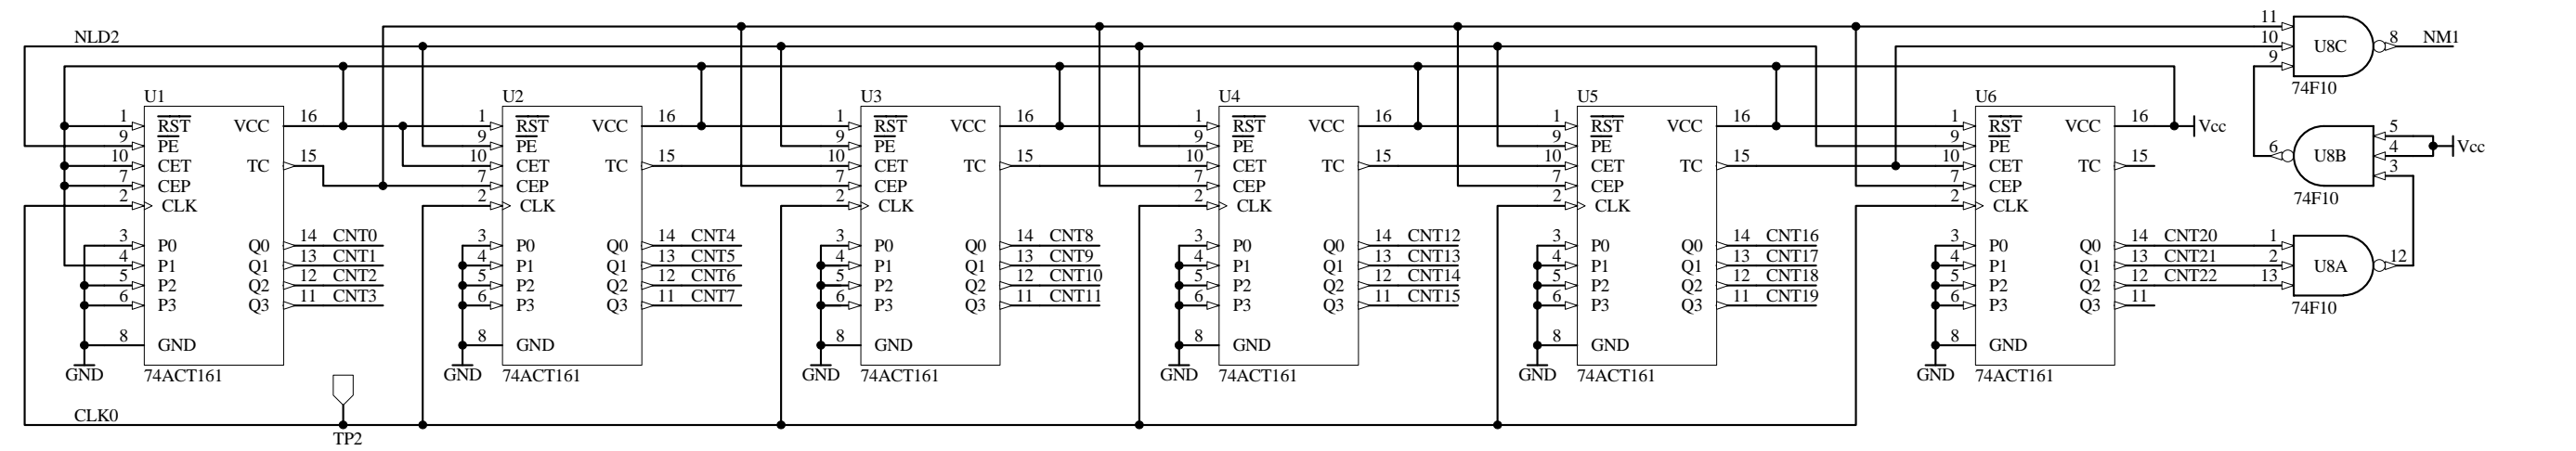 11
NLD2 10 U8C 8 NM1
9
74F10
U1 U2 U3 U4 U5 U6
1 RST VCC 16 1 RST VCC 16 1 RST VCC 16 1 RST VCC 16 1 RST VCC 16 1 RST VCC 16 Vcc
9 PE 9 PE 9 PE 9 PE 9 PE 9 PE
10 CET TC 15 10 CET TC 15 10 CET TC 15 10 CET TC 15 10 CET TC 15 10 CET TC 15
7 CEP 7 CEP 7 CEP 7 CEP 7 CEP 7 CEP
2 CLK 2 CLK 2 CLK 2 CLK 2 CLK 2 CLK
6 U8B 5 4 3 Vcc
74F10
3 P0 Q0 14 CNT0 3 P0 Q0 14 CNT4 3 P0 Q0 14 CNT8 3 P0 Q0 14 CNT12 3 P0 Q0 14 CNT16 3 P0 Q0 14 CNT20 1
4 P1 Q1 13 CNT1 4 P1 Q1 13 CNT5 4 P1 Q1 13 CNT9 4 P1 Q1 13 CNT13 4 P1 Q1 13 CNT17 4 P1 Q1 13 CNT21 2 U8A 12
5 P2 Q2 12 CNT2 5 P2 Q2 12 CNT6 5 P2 Q2 12 CNT10 5 P2 Q2 12 CNT14 5 P2 Q2 12 CNT18 5 P2 Q2 12 CNT22 13
6 P3 Q3 11 CNT3 6 P3 Q3 11 CNT7 6 P3 Q3 11 CNT11 6 P3 Q3 11 CNT15 6 P3 Q3 11 CNT19 6 P3 Q3 11
74F10
8 GND 8 GND 8 GND 8 GND 8 GND 8 GND
GND 74ACT161 GND 74ACT161 GND 74ACT161 GND 74ACT161 GND 74ACT161 GND 74ACT161
CLK0
TP2